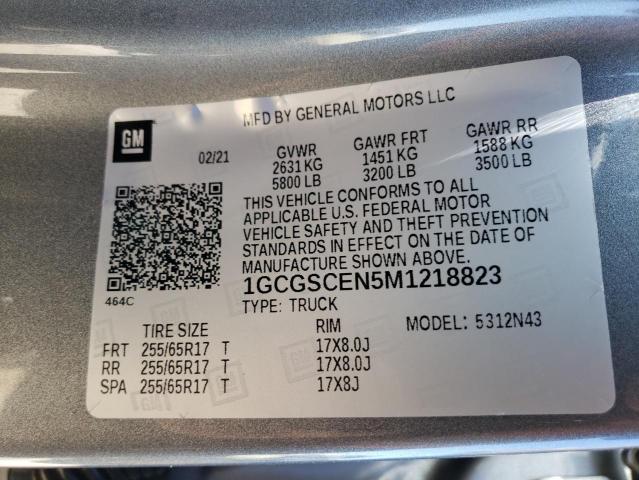 MFD BY GENERAL MOTORS LLC
GM
02/21 GVWR GAWR FRT GAWR RR
2631 KG 1451 KG 1588 KG
5800 LB 3200 LB 3500 LB
THIS VEHICLE CONFORMS TO ALL
APPLICABLE U.S. FEDERAL MOTOR
VEHICLE SAFETY AND THEFT PREVENTION
STANDARDS IN EFFECT ON THE DATE OF
MANUFACTURE SHOWN ABOVE.
464C
1GCGSCEN5M1218823
TYPE: TRUCK
TIRE SIZE RIM MODEL: 5312N43
FRT 255/65R17 T 17X8.0J
RR 255/65R17 T 17X8.0J
SPA 255/65R17 T 17X8J